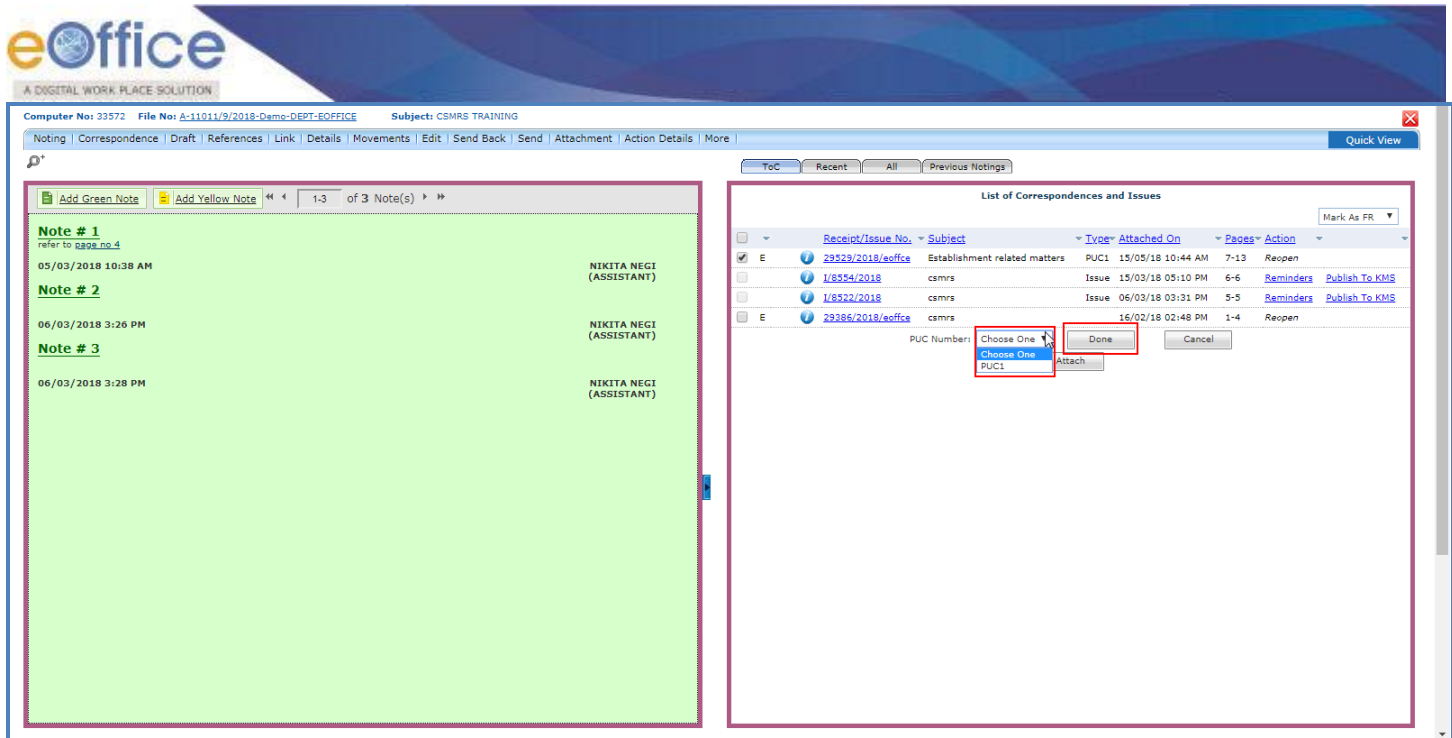 eOffice
A DIGITAL WORK PLACE SOLUTION
Computer No: 33572 File No: A-11011/9/2018-Demo-DEPT-EOFFICE Subject: CSMRS TRAINING
Noting | Correspondence | Draft | References | Link | Details | Movements | Edit | Send Back | Send | Attachment | Action Details | More |
Quick View
ToC Recent All Previous Notings
Add Green Note Add Yellow Note 1-3 of 3 Note(s)
Note # 1
refer to page no 4
05/03/2018 10:38 AM NIKITA NEGI
(ASSISTANT)
Note # 2
06/03/2018 3:26 PM NIKITA NEGI
(ASSISTANT)
Note # 3
06/03/2018 3:28 PM NIKITA NEGI
(ASSISTANT)
List of Correspondences and Issues
Mark As FR
Receipt/Issue No. Subject Type Attached On Pages Action
E 29529/2018/eoffce Establishment related matters PUC1 15/05/18 10:44 AM 7-13 Reopen
I/8554/2018 csmrs Issue 15/03/18 05:10 PM 6-6 Reminders Publish To KMS
I/8522/2018 csmrs Issue 06/03/18 03:31 PM 5-5 Reminders Publish To KMS
E 29386/2018/eoffce csmrs 16/02/18 02:48 PM 1-4 Reopen
PUC Number: Choose One Done Cancel
Choose One
PUC1
Attach